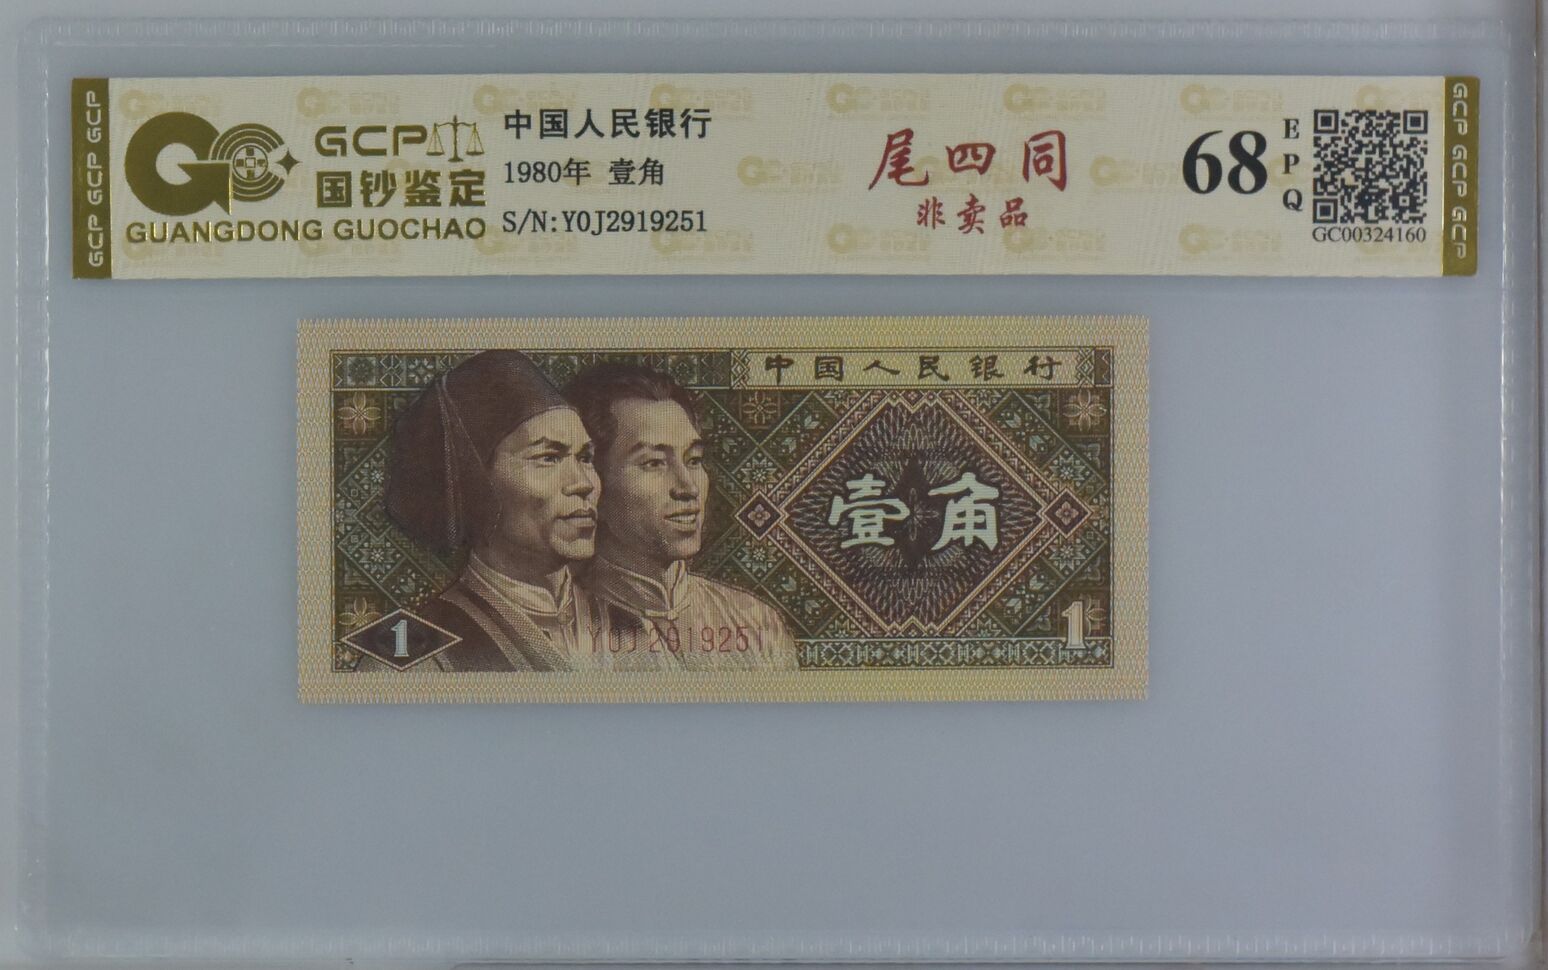 GCP GCP GCP
GCP
国钞鉴定
GUANGDONG GUOCHAO
中国人民银行
1980年 壹角
S/N:Y0J2919251
尾四同
非卖品
68
EPQ
GC00324160
GCP GCP GCP
中国人民银行
壹角
1
Y0J2919251
1